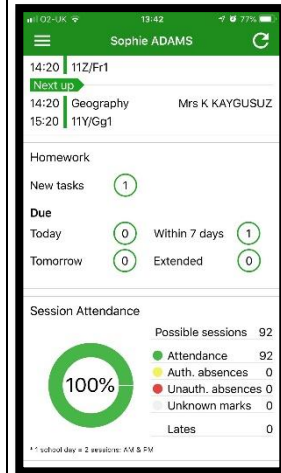 O2-UK 13:42 77%
Sophie ADAMS
14:20 11Z/Fr1
Next up
14:20 Geography Mrs K KAYGUSUZ
15:20 11Y/Gg1
Homework
New tasks 1
Due
Today 0 Within 7 days 1
Tomorrow 0 Extended 0
Session Attendance
Possible sessions 92
100%
Attendance 92
Auth. absences 0
Unauth. absences 0
Unknown marks 0
Lates 0
* 1 school day = 2 sessions: AM & PM